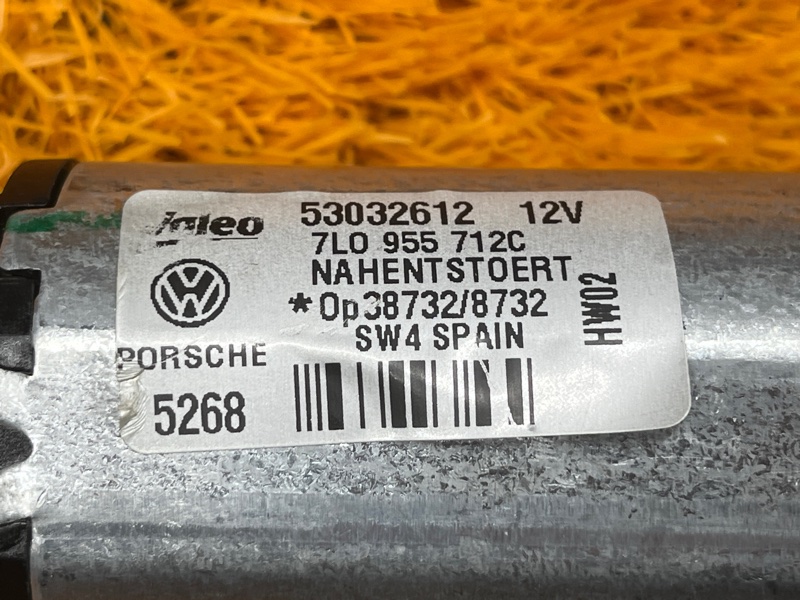 Valeo 53032612 12V
7L0 955 712C
NAHENTSTOERT
*0p38732/8732
SW4 SPAIN
HW02
PORSCHE
5268